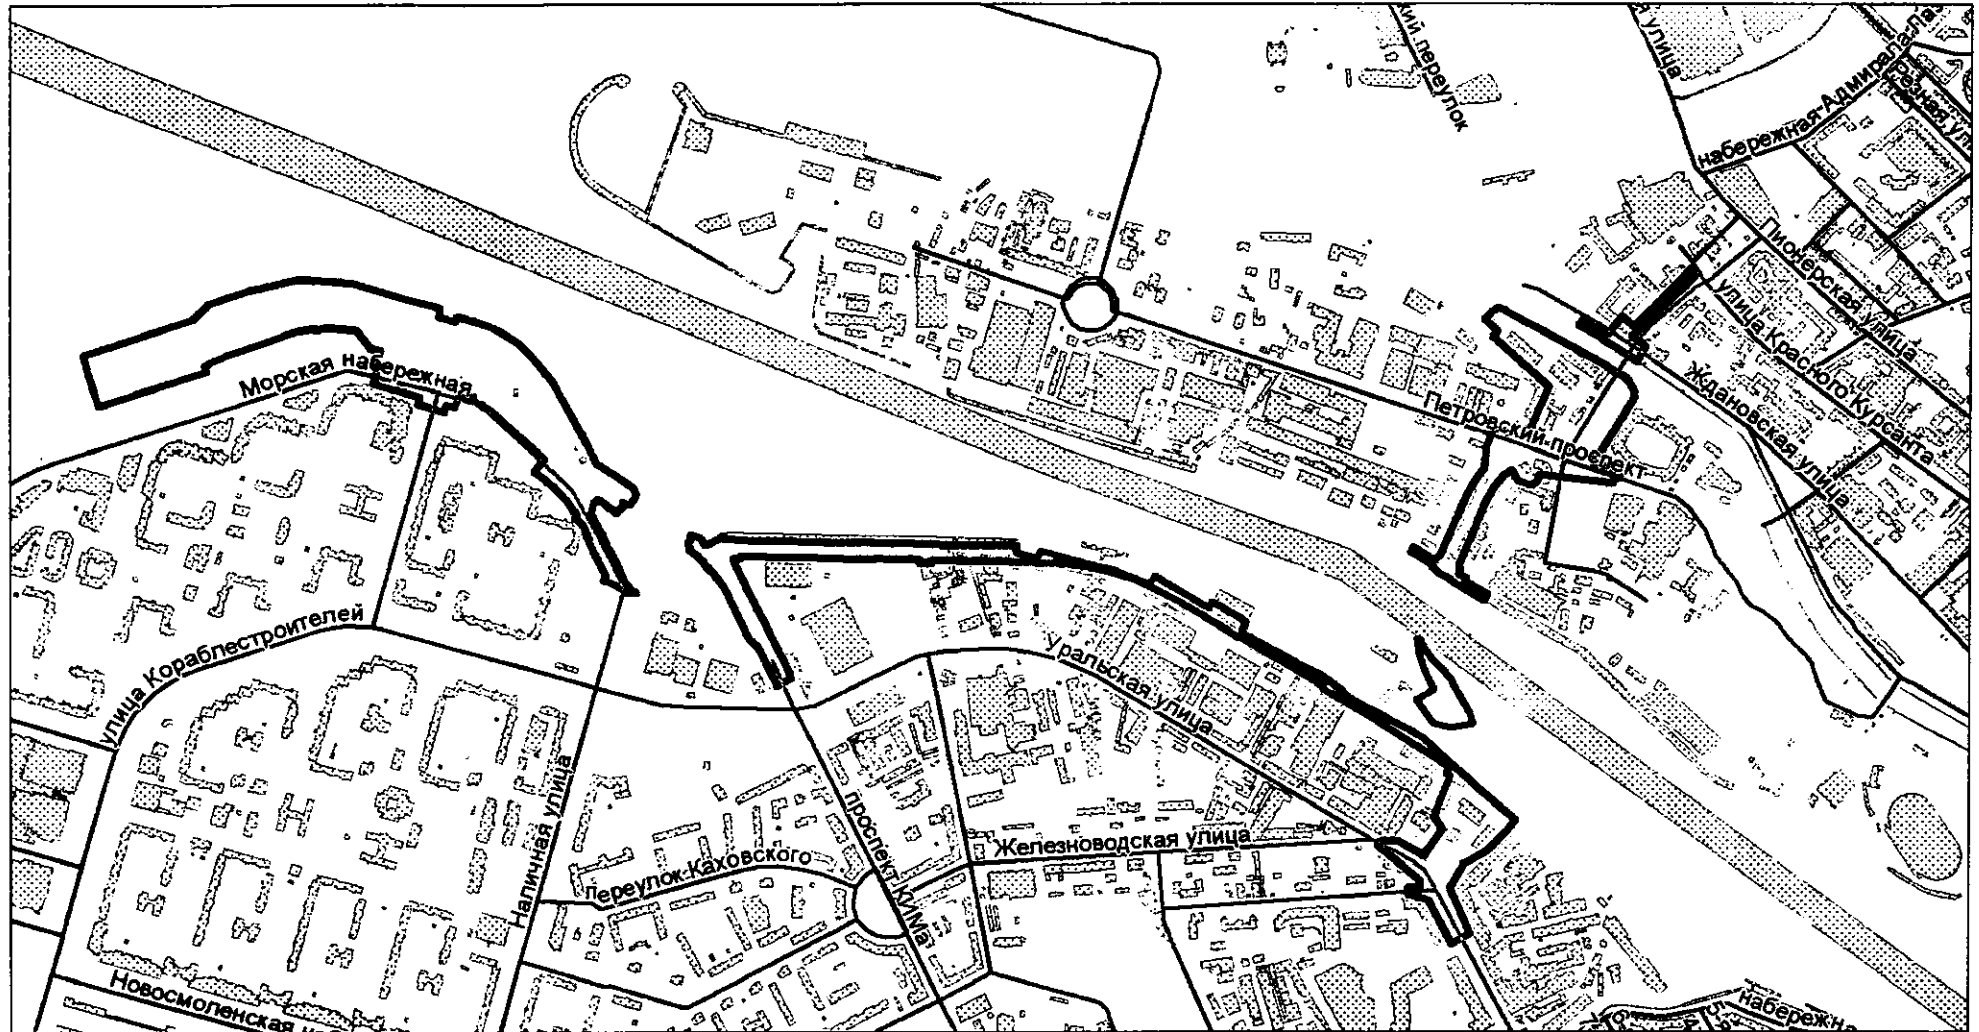 переулок
улица
набережная-Адмирала
Пионерская улица
улица Красного Курсанта
Ждановская улица
Морская набережная
Петровский-проспект
улица Кораблестроителей
Уральская улица
Наличная улица
проспект КИМа
Железноводская улица
переулок-Каховского
Новосмоленская